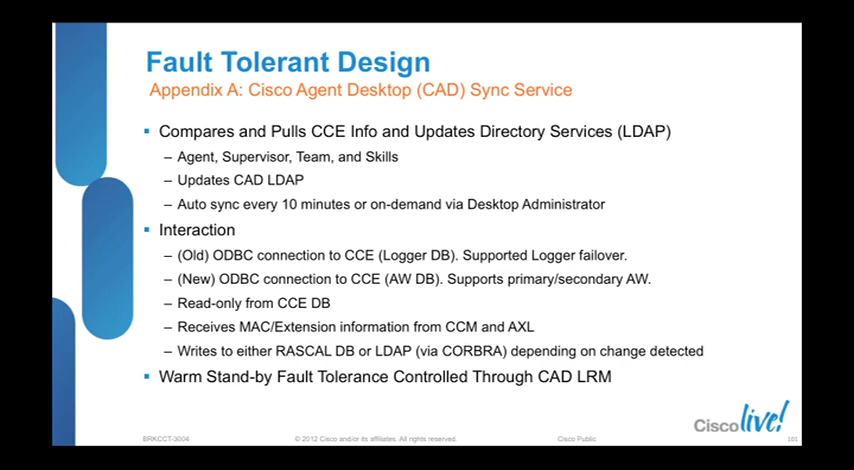 Fault Tolerant Design
Appendix A: Cisco Agent Desktop (CAD) Sync Service
▪ Compares and Pulls CCE Info and Updates Directory Services (LDAP)
– Agent, Supervisor, Team, and Skills
– Updates CAD LDAP
– Auto sync every 10 minutes or on-demand via Desktop Administrator
▪ Interaction
– (Old) ODBC connection to CCE (Logger DB). Supported Logger failover.
– (New) ODBC connection to CCE (AW DB). Supports primary/secondary AW.
– Read-only from CCE DB
– Receives MAC/Extension information from CCM and AXL
– Writes to either RASCAL DB or LDAP (via CORBRA) depending on change detected
▪ Warm Stand-by Fault Tolerance Controlled Through CAD LRM
Cisco live!
BRKCCT-3004 © 2012 Cisco and/or its affiliates. All rights reserved. Cisco Public 101